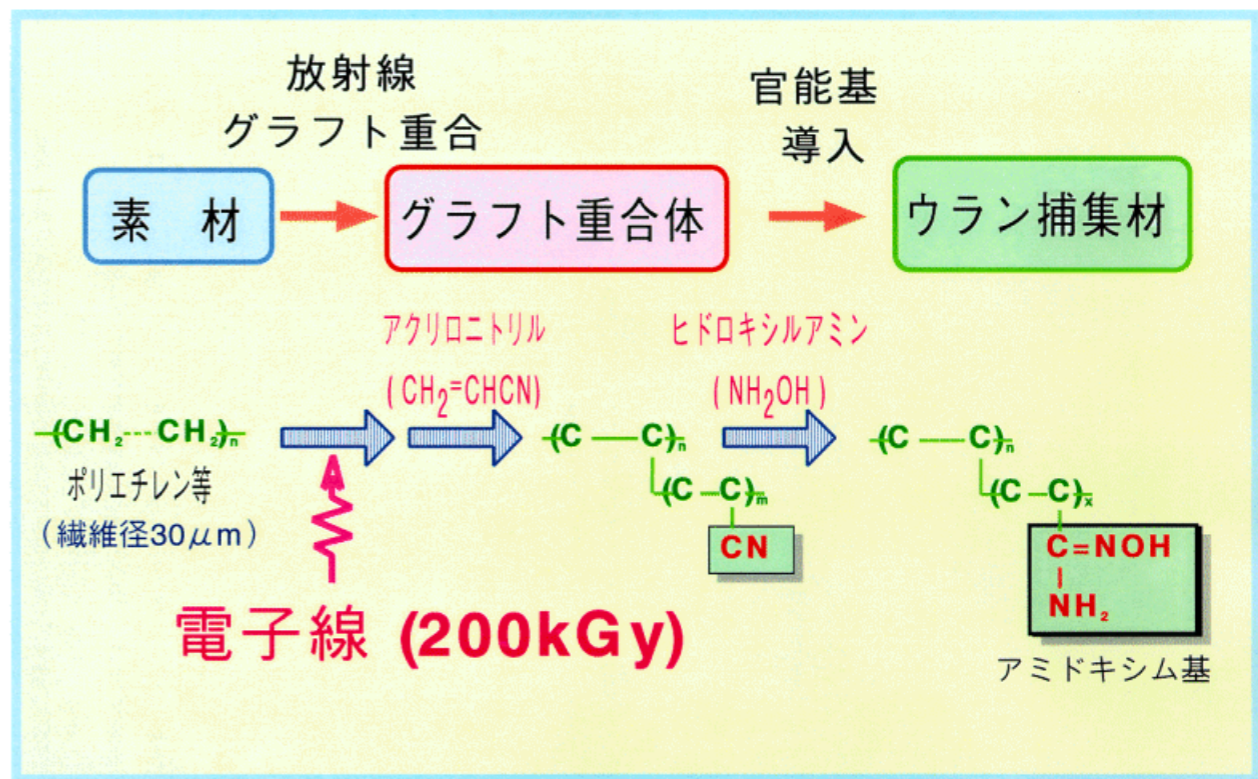 放射線
グラフト重合
官能基
導入
素 材
グラフト重合体
ウラン捕集材
アクリロニトリル
(CH₂=CHCN)
ヒドロキシルアミン
(NH₂OH)
-(CH₂---CH₂)ₙ-
ポリエチレン等
(繊維径30μm)
-(C — C)ₙ-
-(C — C)ₘ-
CN
-(C — C)ₙ-
-(C — C)ₓ-
C=NOH
|
NH₂
アミドキシム基
電子線 (200kGy)